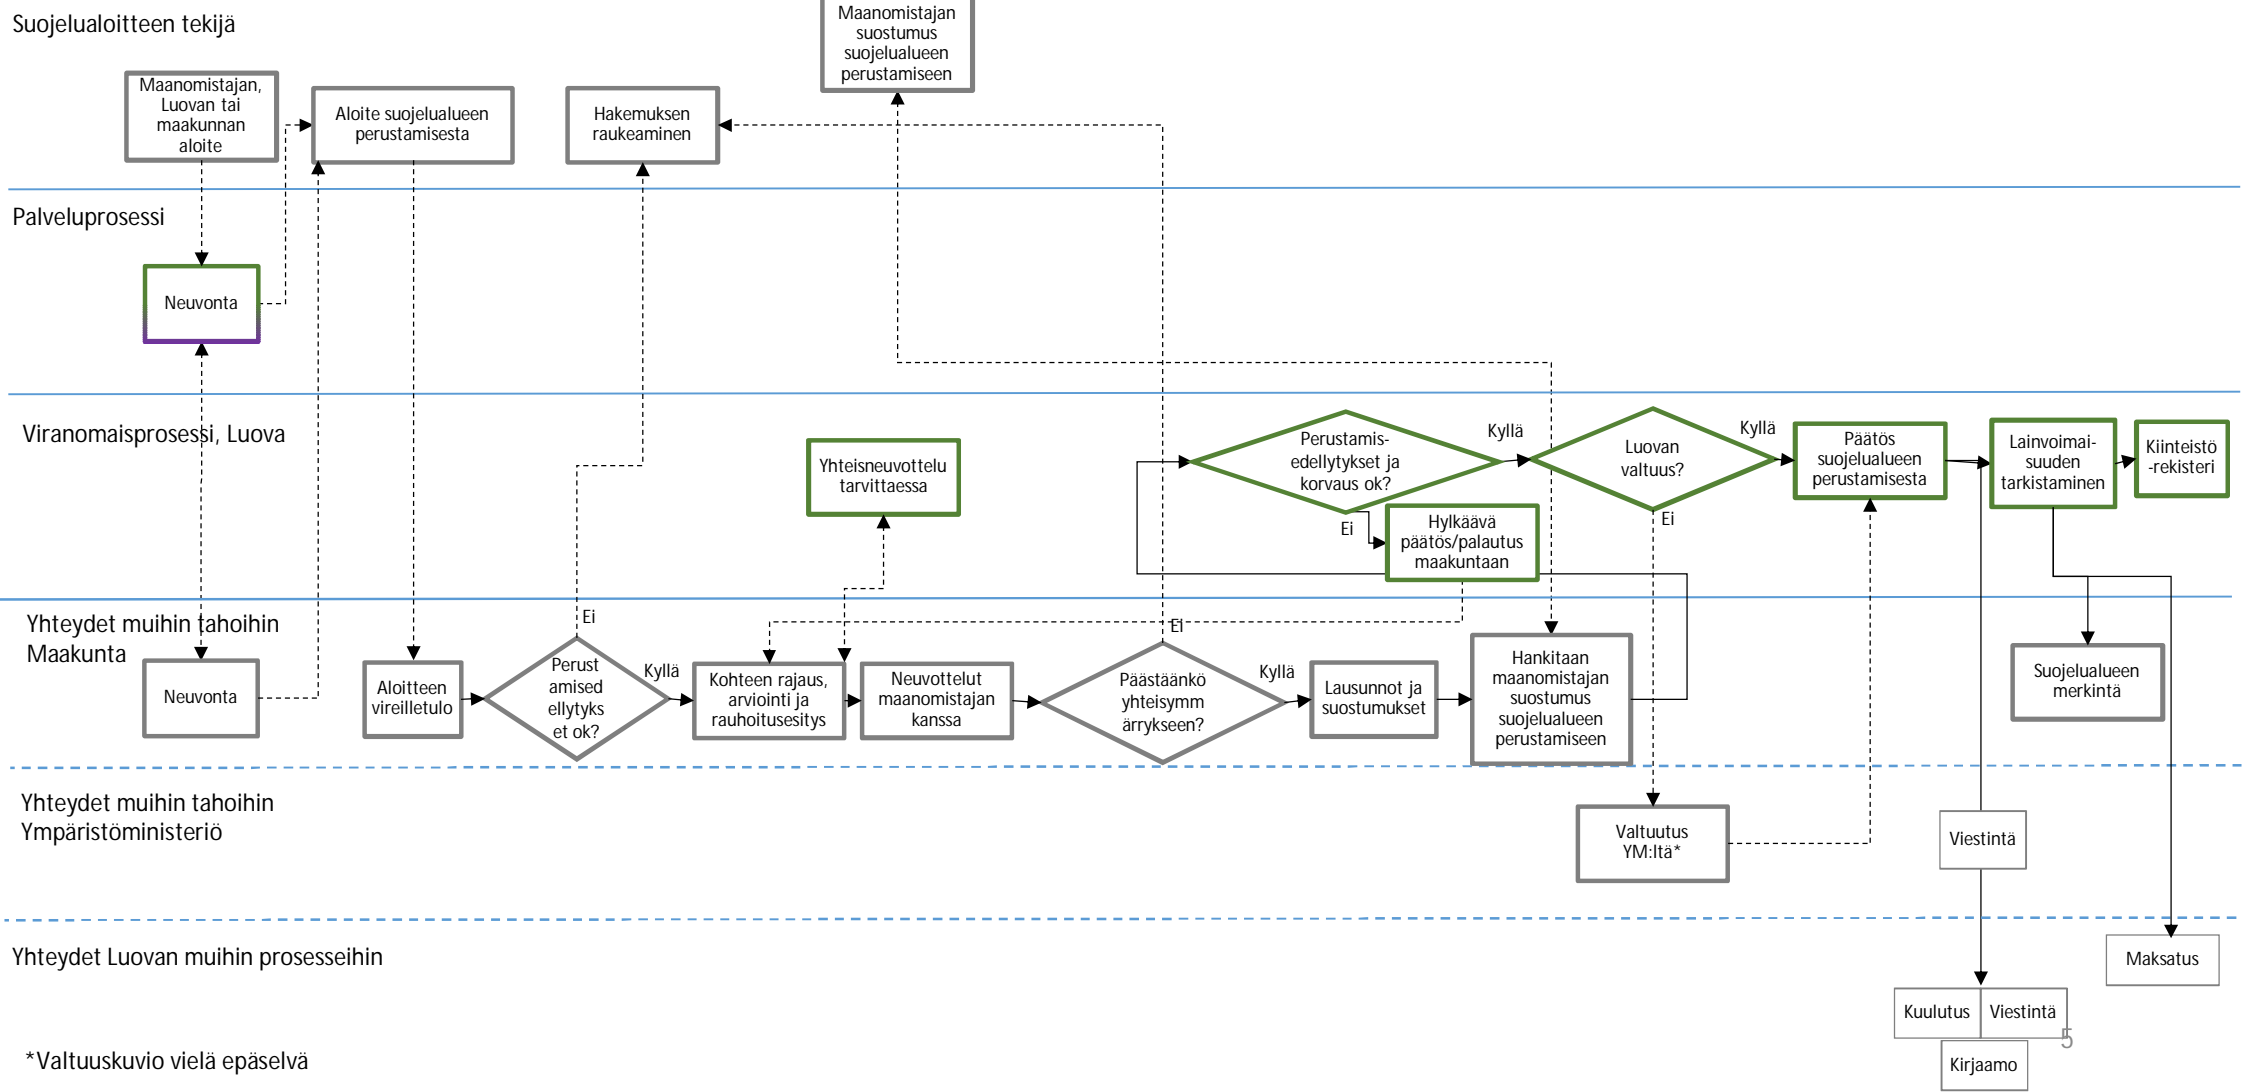 Suojelualoitteen tekijä
Maanomistajan
suostumus
suojelualueen
perustamiseen
Maanomistajan,
Luovan tai
maakunnan
aloite
Aloite suojelualueen
perustamisesta
Hakemuksen
raukeaminen
Palveluprosessi
Neuvonta
Viranomaisprosessi, Luova
Yhteisneuvottelu
tarvittaessa
Perustamis-
edellytykset ja
korvaus ok?
Kyllä
Ei
Luovan
valtuus?
Kyllä
Ei
Päätös
suojelualueen
perustamisesta
Lainvoimai-
suuden
tarkistaminen
Kiinteistö
-rekisteri
Hylkäävä
päätös/palautus
maakuntaan
Yhteydet muihin tahoihin
Maakunta
Neuvonta
Aloitteen
vireilletulo
Ei
Perust
amised
ellytyks
et ok?
Kyllä
Kohteen rajaus,
arviointi ja
rauhoitusesitys
Neuvottelut
maanomistajan
kanssa
Ei
Päästäänkö
yhteisymm
ärrykseen?
Kyllä
Lausunnot ja
suostumukset
Hankitaan
maanomistajan
suostumus
suojelualueen
perustamiseen
Suojelualueen
merkintä
Yhteydet muihin tahoihin
Ympäristöministeriö
Valtuutus
YM:ltä*
Viestintä
Yhteydet Luovan muihin prosesseihin
Maksatus
Kuulutus
Viestintä
Kirjaamo
5
*Valtuuskuvio vielä epäselvä